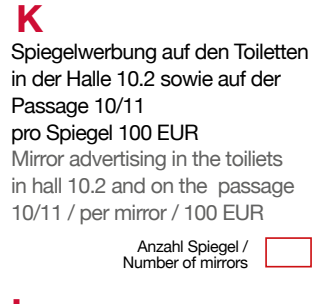 K
Spiegelwerbung auf den Toiletten
in der Halle 10.2 sowie auf der
Passage 10/11
pro Spiegel 100 EUR
Mirror advertising in the toiliets
in hall 10.2 and on the passage
10/11 / per mirror / 100 EUR
Anzahl Spiegel /
Number of mirrors